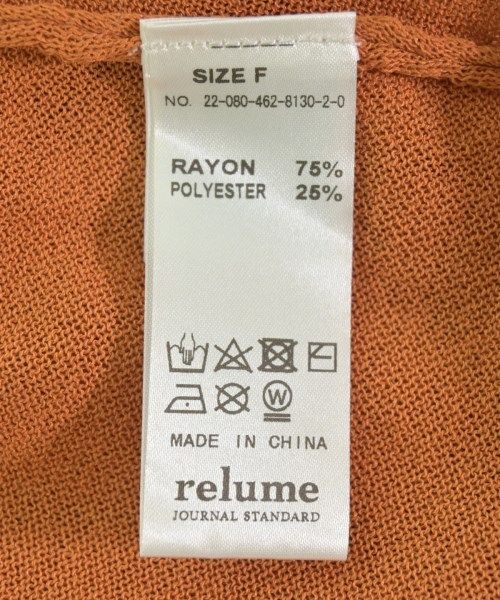 SIZE F
NO. 22-080-462-8130-2-0
RAYON 75%
POLYESTER 25%
W
MADE IN CHINA
relume
JOURNAL STANDARD